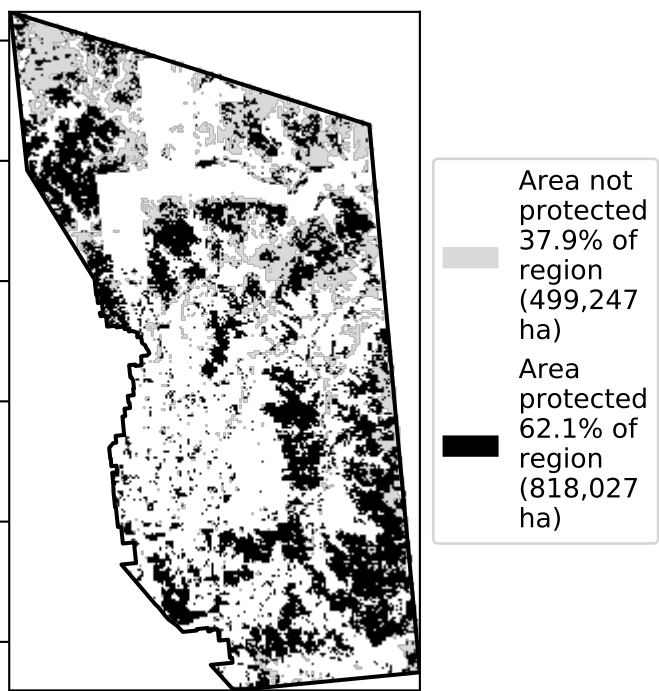 Area not
protected
37.9% of
region
(499,247
ha)
Area
protected
62.1% of
region
(818,027
ha)